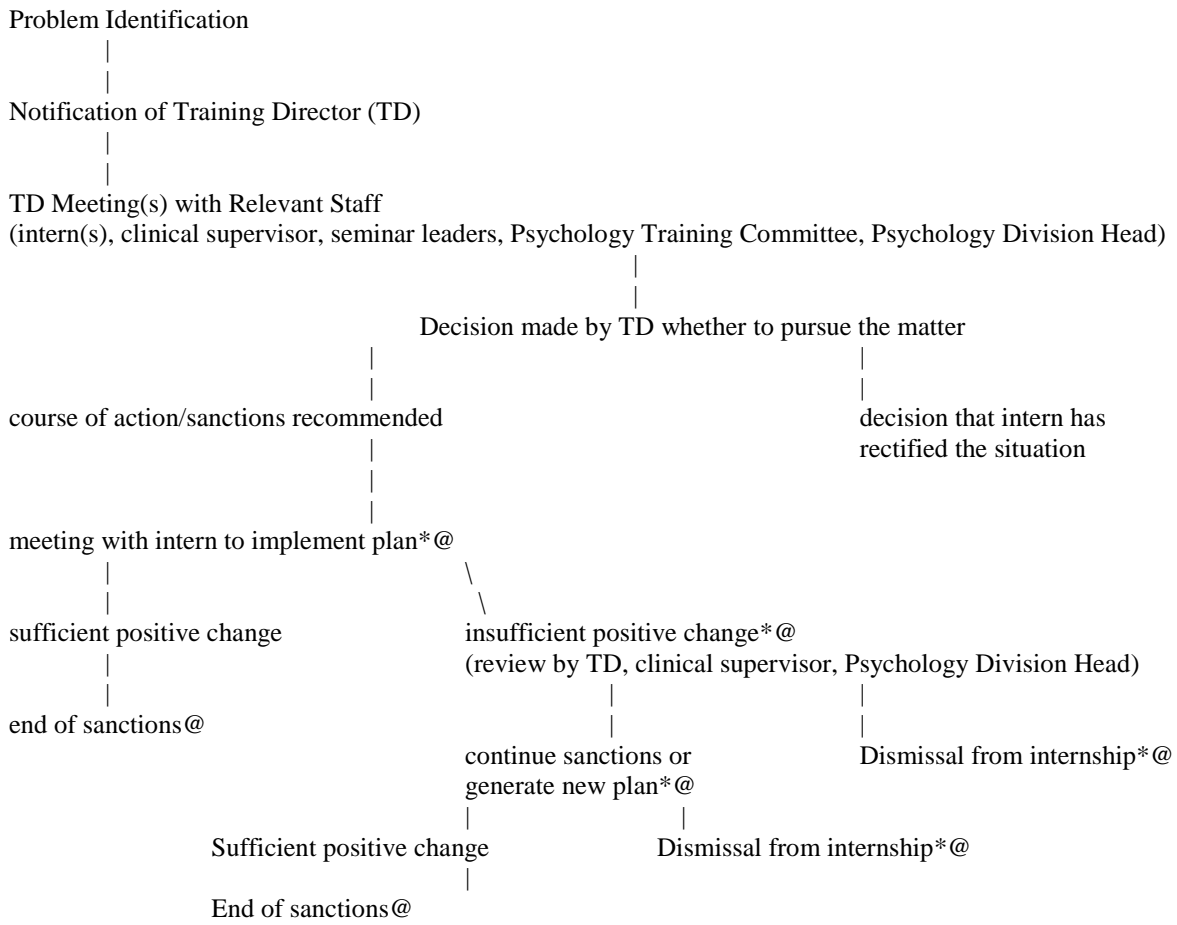 Problem Identification
Notification of Training Director (TD)
TD Meeting(s) with Relevant Staff
(intern(s), clinical supervisor, seminar leaders, Psychology Training Committee, Psychology Division Head)
Decision made by TD whether to pursue the matter
course of action/sanctions recommended
decision that intern has
rectified the situation
meeting with intern to implement plan*@
sufficient positive change
insufficient positive change*@
(review by TD, clinical supervisor, Psychology Division Head)
end of sanctions@
continue sanctions or
generate new plan*@
Dismissal from internship*@
Sufficient positive change
Dismissal from internship*@
End of sanctions@